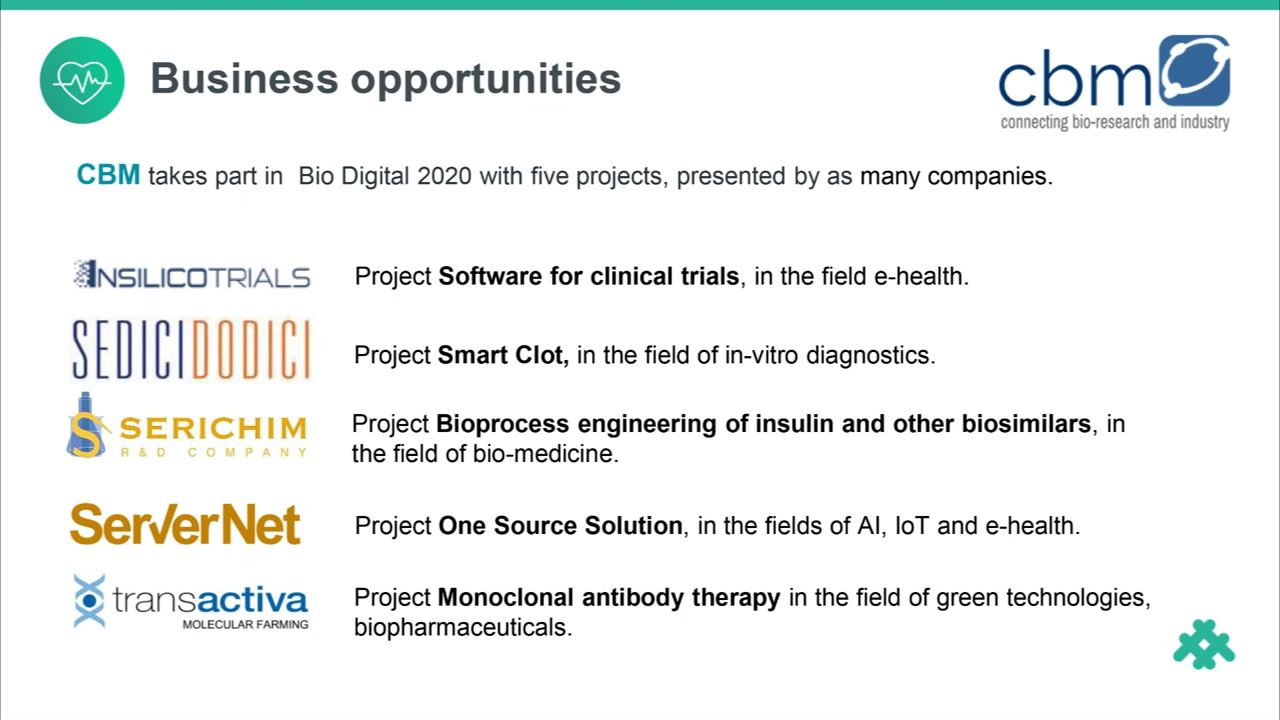 Business opportunities
cbm
connecting bio-research and industry
CBM takes part in Bio Digital 2020 with five projects, presented by as many companies.
INSILICOTRIALS
Project Software for clinical trials, in the field e-health.
SEDICIDODICI
Project Smart Clot, in the field of in-vitro diagnostics.
SERICHIM
R&D COMPANY
Project Bioprocess engineering of insulin and other biosimilars, in
the field of bio-medicine.
SerVerNet
Project One Source Solution, in the fields of AI, IoT and e-health.
transactiva
MOLECULAR FARMING
Project Monoclonal antibody therapy in the field of green technologies,
biopharmaceuticals.